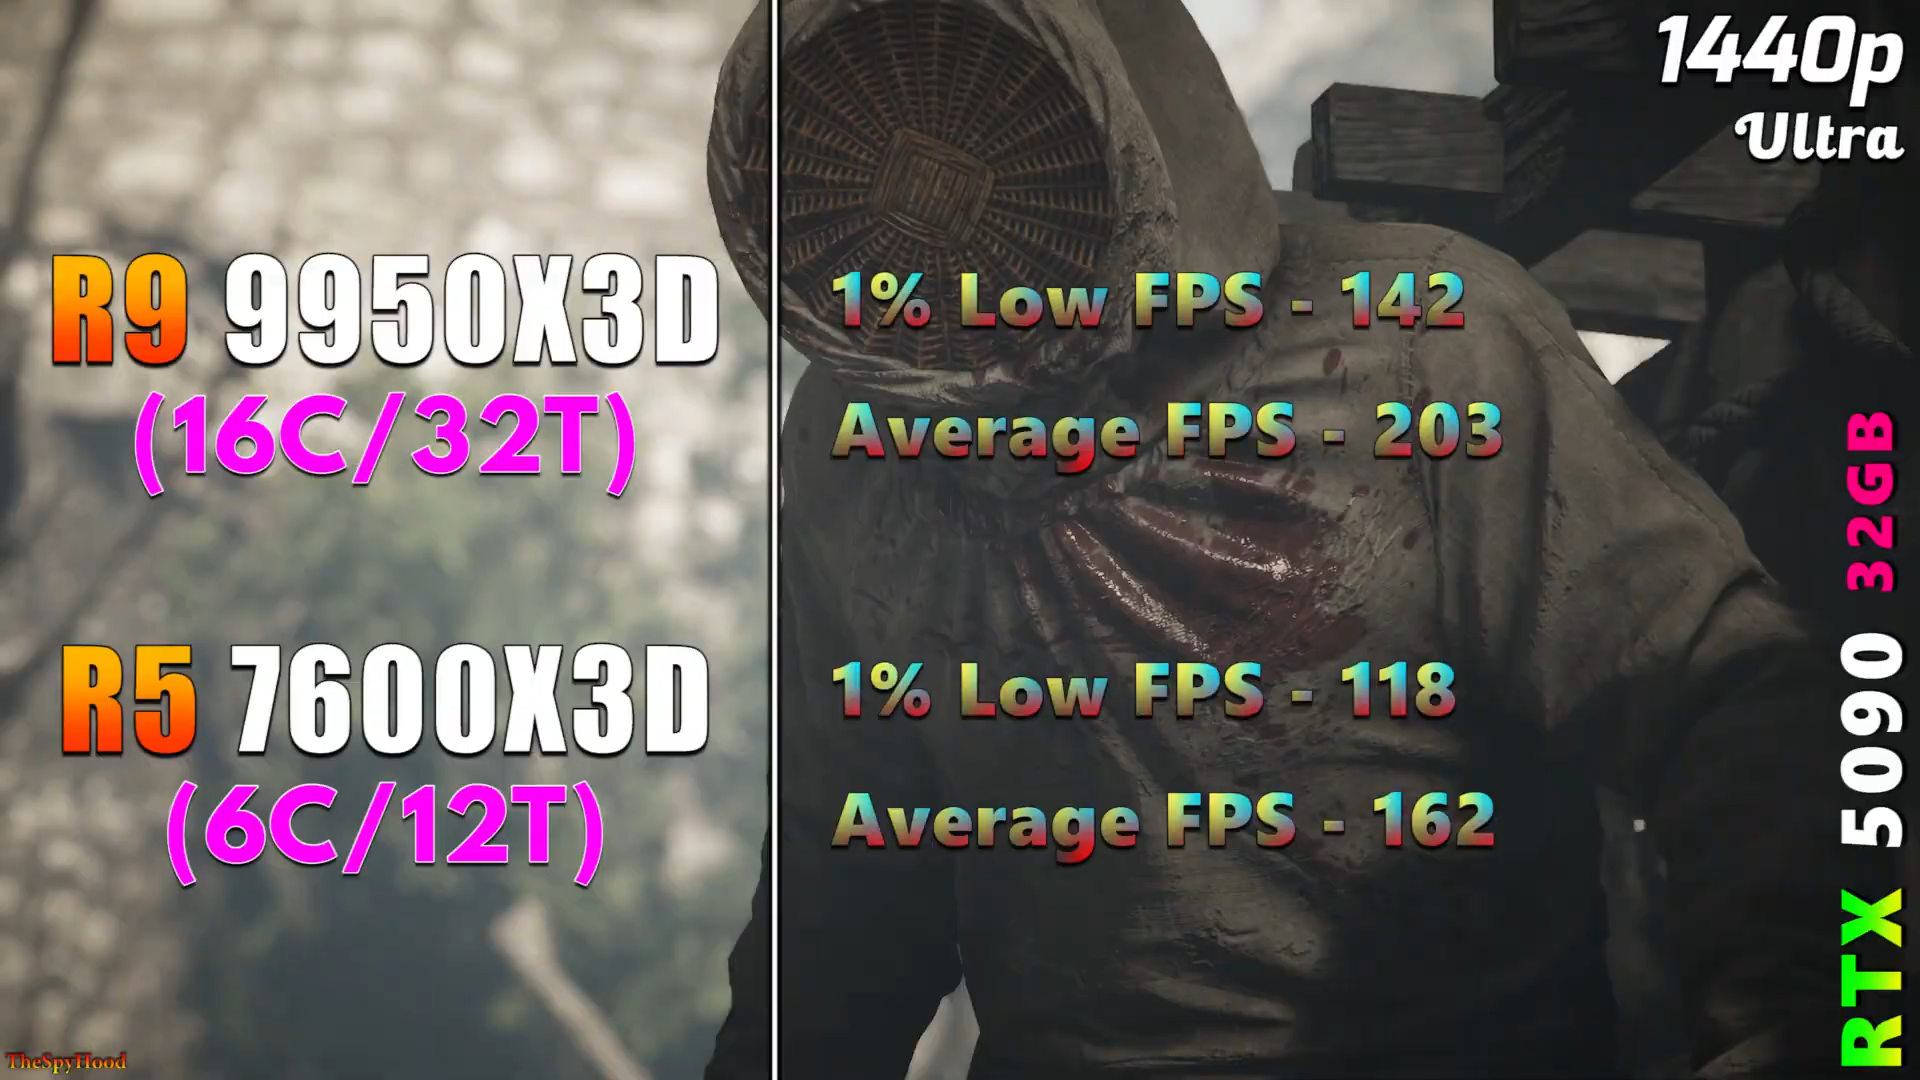 1440p
Ultra
R9 9950X3D
(16C/32T)
1% Low FPS - 142
Average FPS - 203
R5 7600X3D
(6C/12T)
1% Low FPS - 118
Average FPS - 162
RTX 5090 32GB
TheSpyHood